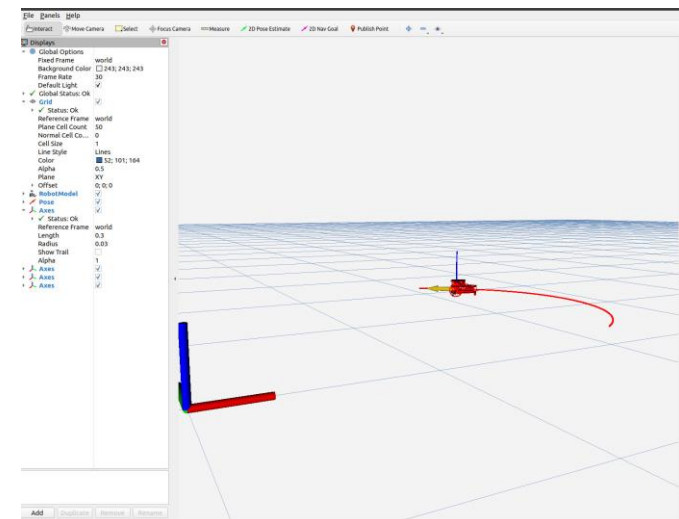 File Panels Help
Interact Move Camera Select Focus Camera Measure 2D Pose Estimate 2D Nav Goal Publish Point
Displays
Global Options
Fixed Frame world
Background Color 243; 243; 243
Frame Rate 30
Default Light
Global Status: Ok
Grid
Status: Ok
Reference Frame world
Plane Cell Count 50
Normal Cell Co... 0
Cell Size 1
Line Style Lines
Color 52; 101; 164
Alpha 0,5
Plane XY
Offset 0; 0; 0
RobotModel
Pose
Axes
Status: Ok
Reference Frame world
Length 0.3
Radius 0.03
Show Trail
Alpha 1
Axes
Axes
Add Duplicate Remove Rename